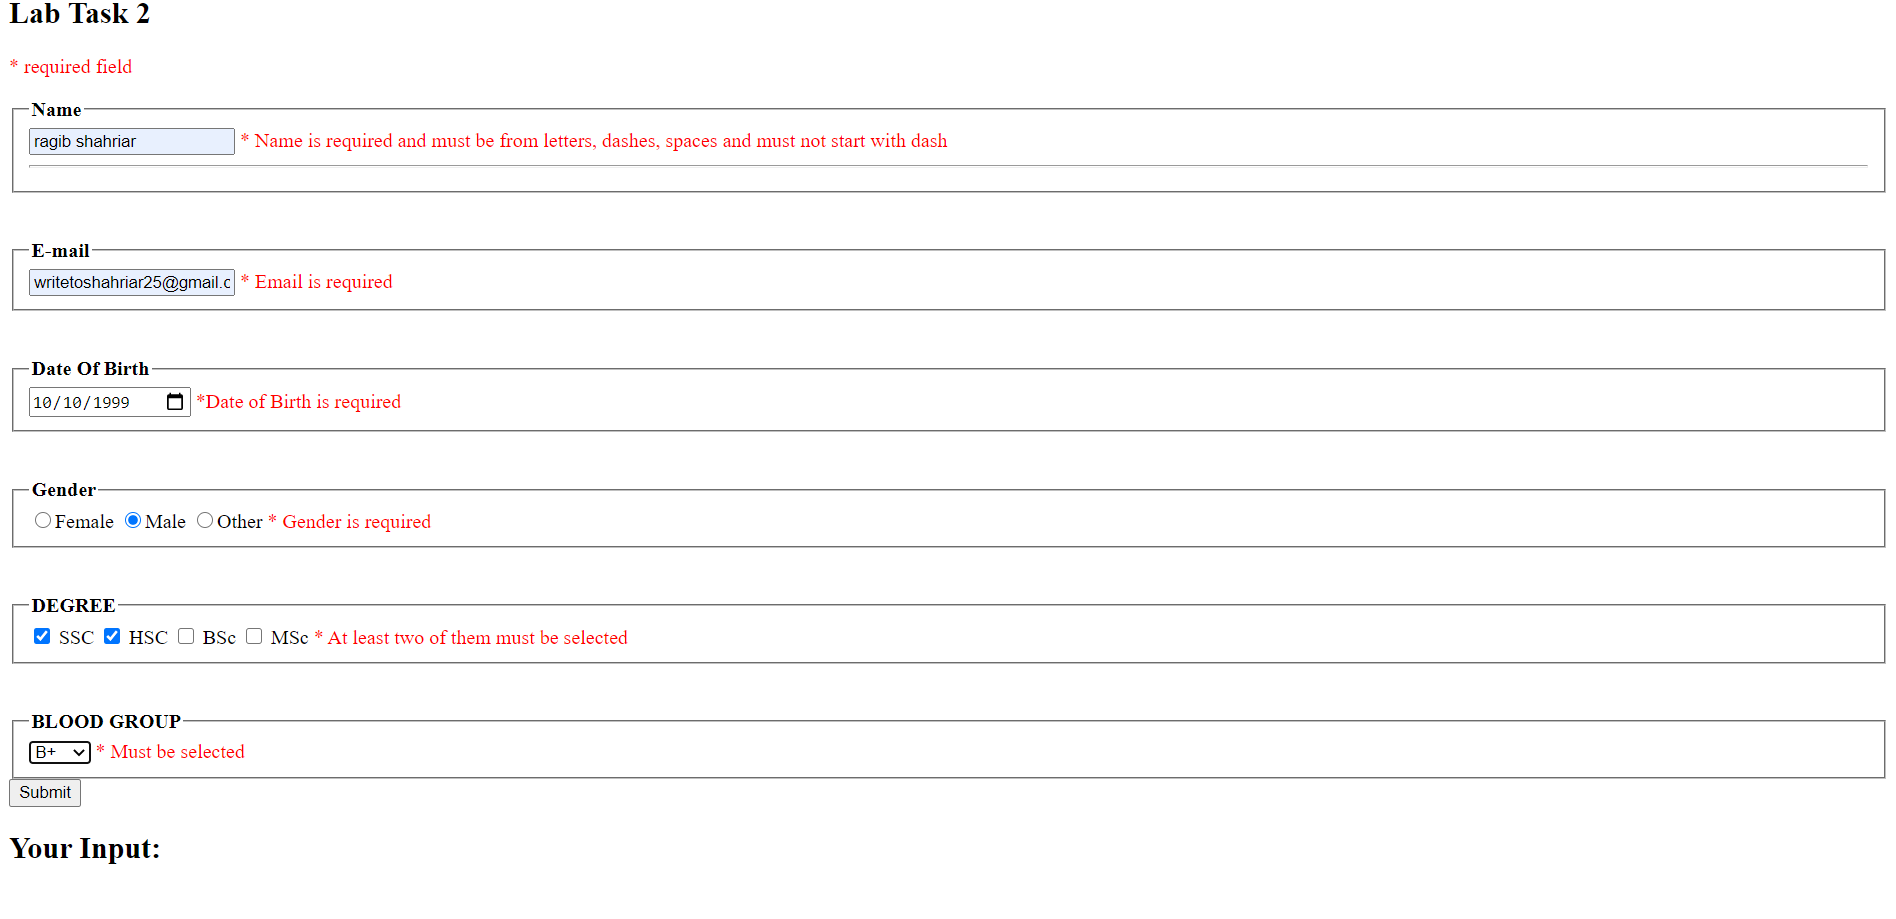 Lab Task 2
* required field
Name
ragib shahriar * Name is required and must be from letters, dashes, spaces and must not start with dash
E-mail
writetoshahriar25@gmail.c * Email is required
Date Of Birth
10/10/1999 *Date of Birth is required
Gender
Female Male Other * Gender is required
DEGREE
SSC HSC BSc MSc * At least two of them must be selected
BLOOD GROUP
B+ * Must be selected
Submit
Your Input: